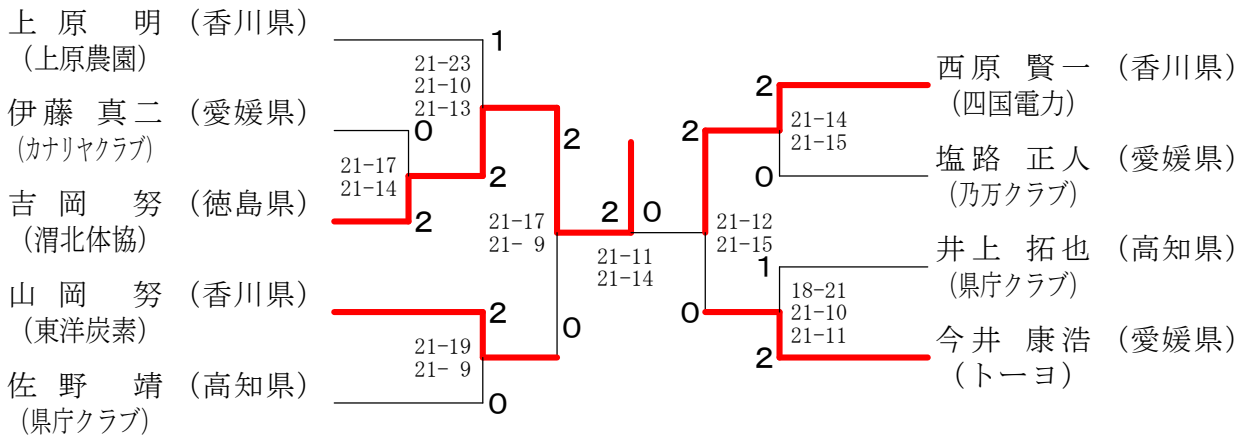 上原 明 （香川県）
（上原農園）
伊藤 真二 （愛媛県）
（カナリヤクラブ）
吉岡 努 （徳島県）
（渭北体協）
山岡 努 （香川県）
（東洋炭素）
佐野 靖 （高知県）
（県庁クラブ）
1
21-23
21-10
21-13
0
21-17
21-14
2
2
2
21-17
21- 9
2
21-19
21- 9
0
0
2 0
21-11
21-14
2
21-12
21-15
0
2
21-14
21-15
0
1
18-21
21-10
21-11
2
西原 賢一 （香川県）
（四国電力）
塩路 正人 （愛媛県）
（乃万クラブ）
井上 拓也 （高知県）
（県庁クラブ）
今井 康浩 （愛媛県）
（トーヨ）